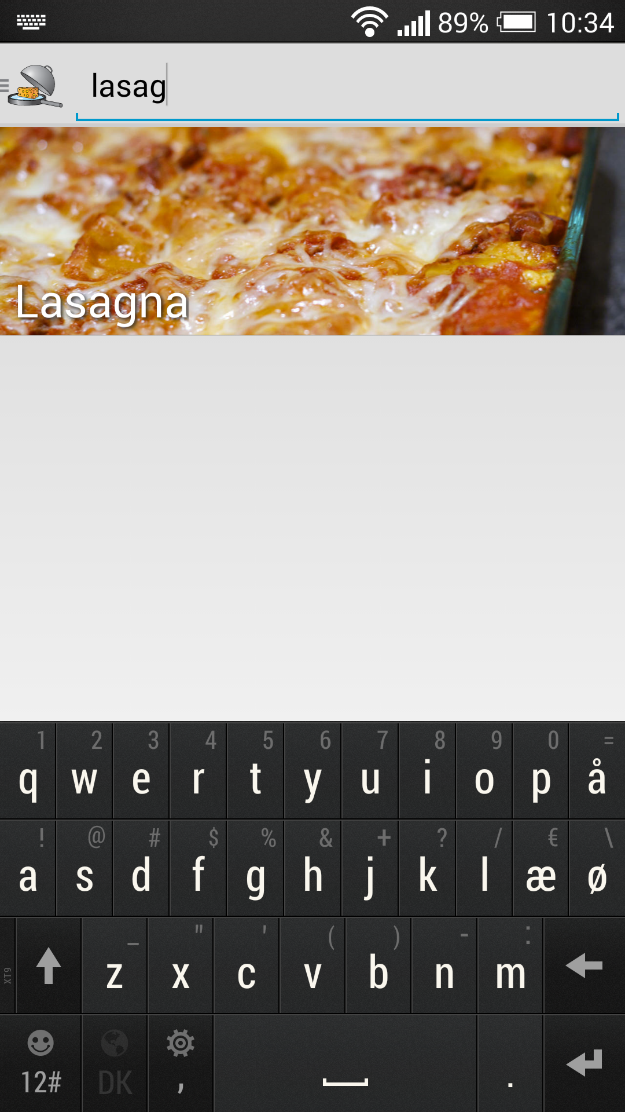 89% 10:34
lasag
Lasagna
1 2 3 4 5 6 7 8 9 0 =
q w e r t y u i o p å
! @ # $ % & + ? / € \
a s d f g h j k l æ ø
_ " ' ( ) - :
XT9 z x c v b n m
12# DK , .